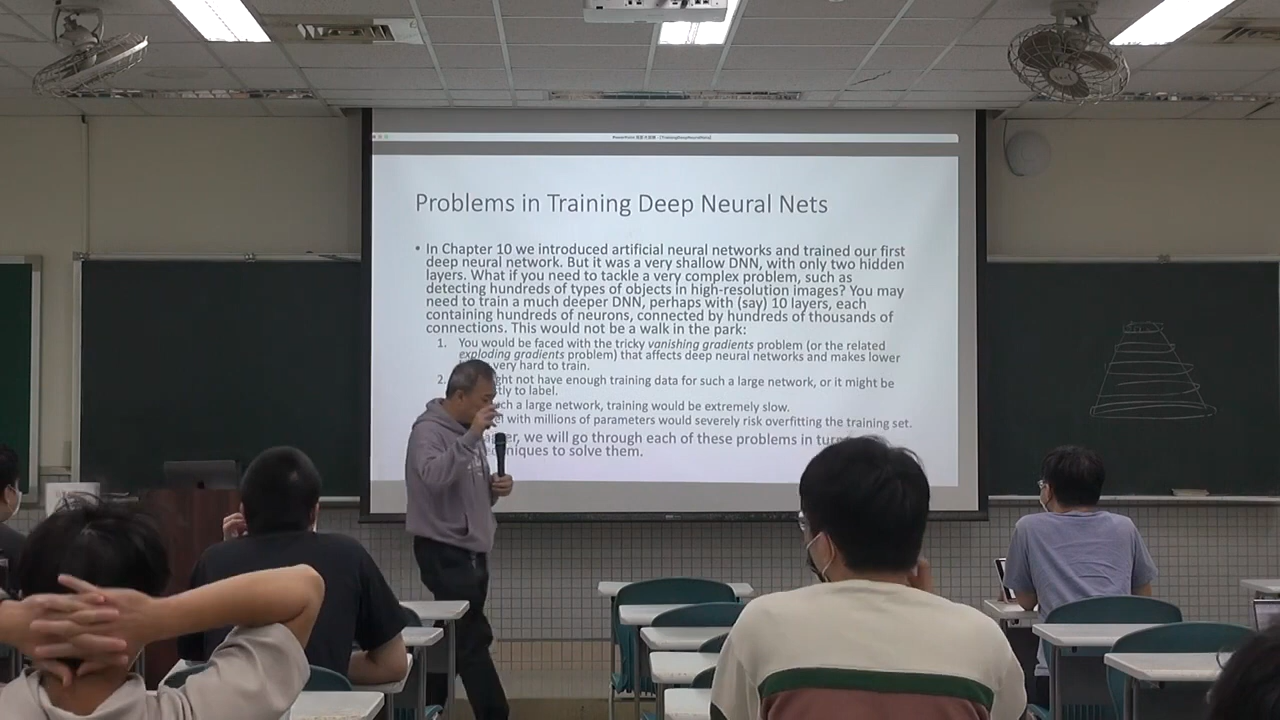 Problems in Training Deep Neural Nets
• In Chapter 10 we introduced artificial neural networks and trained our first
deep neural network. But it was a very shallow DNN, with only two hidden
layers. What if you need to tackle a very complex problem, such as
detecting hundreds of types of objects in high-resolution images? You may
need to train a much deeper DNN, perhaps with (say) 10 layers, each
containing hundreds of neurons, connected by hundreds of thousands of
connections. This would not be a walk in the park:
1. You would be faced with the tricky vanishing gradients problem (or the related
exploding gradients problem) that affects deep neural networks and makes lower
very hard to train.
2. not have enough training data for such a large network, or it might be
to label.
a large network, training would be extremely slow.
with millions of parameters would severely risk overfitting the training set.
we will go through each of these problems in turn
to solve them.